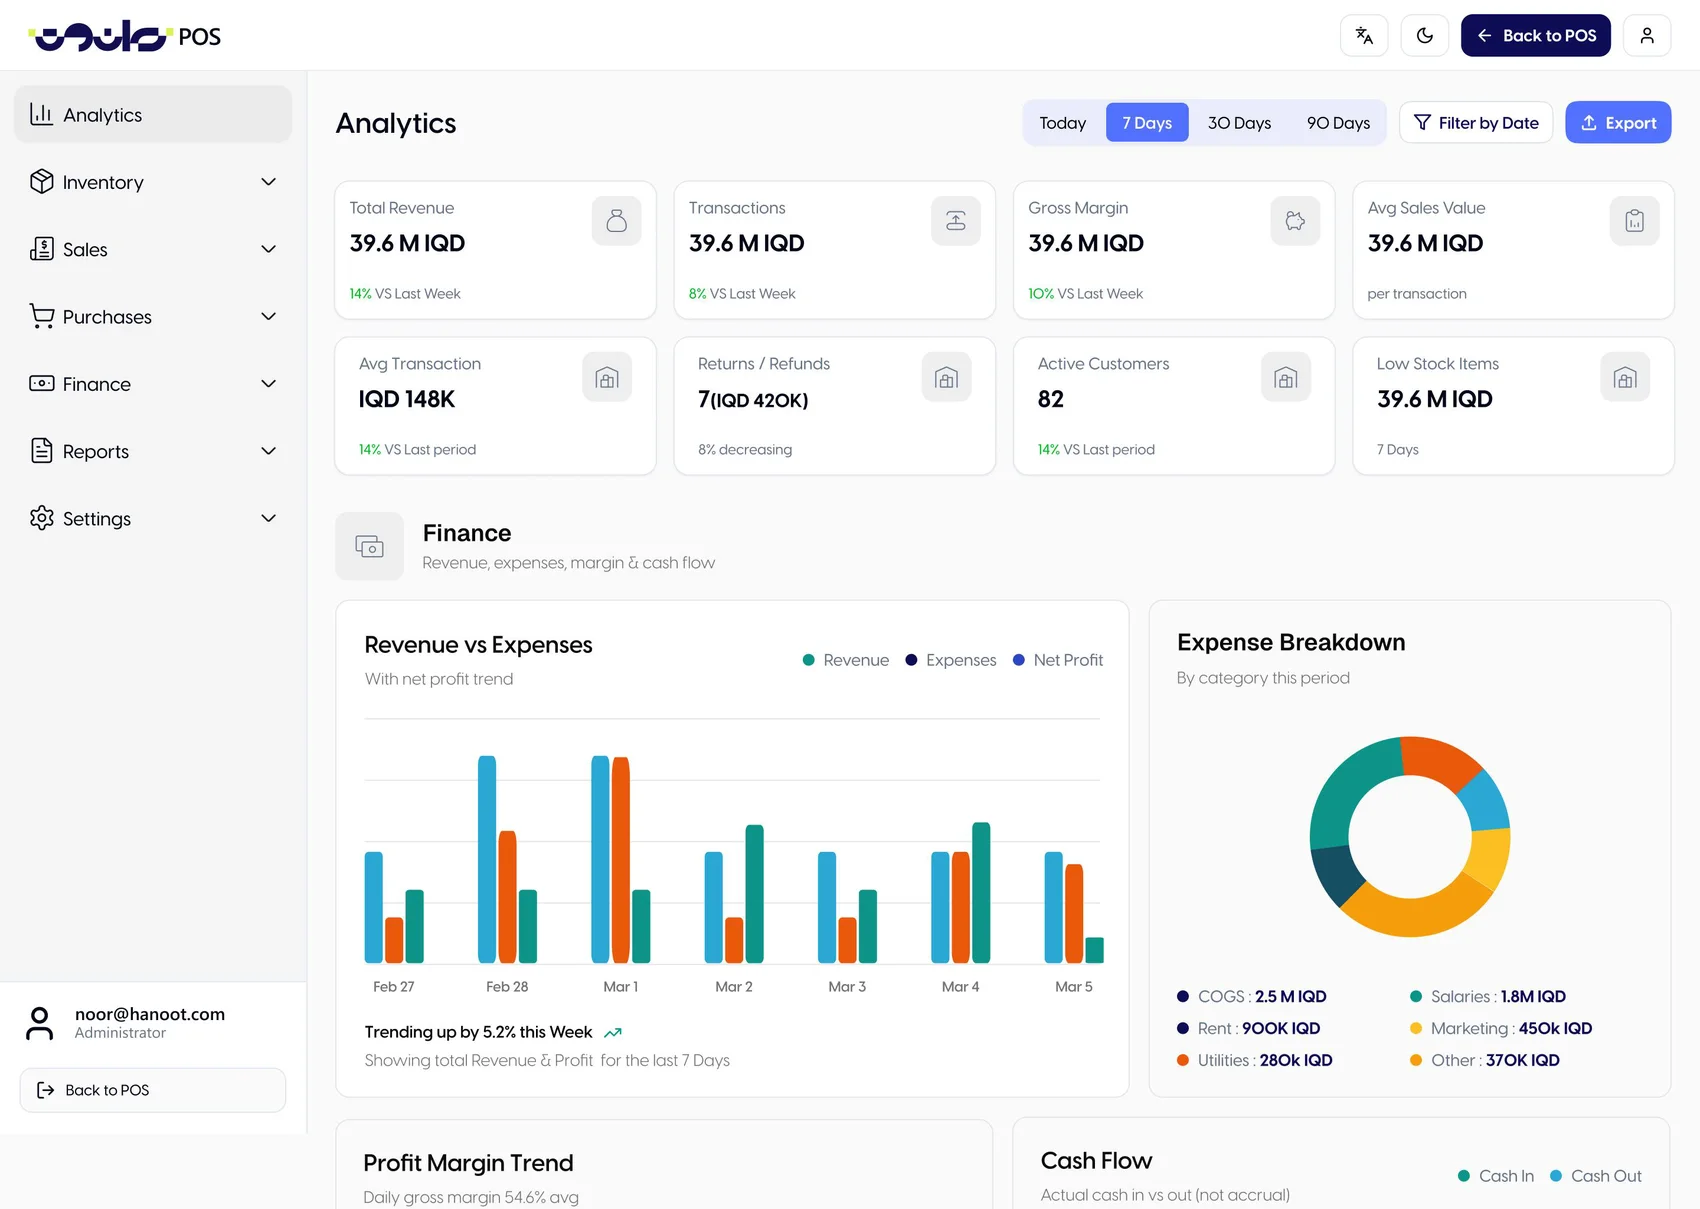 حانوت POS
Back to POS
Analytics
Inventory
Sales
Purchases
Finance
Reports
Settings
noor@hanoot.com
Administrator
Back to POS
Analytics
Today 7 Days 30 Days 90 Days Filter by Date Export
Total Revenue
39.6 M IQD
14% VS Last Week
Transactions
39.6 M IQD
8% VS Last Week
Gross Margin
39.6 M IQD
10% VS Last Week
Avg Sales Value
39.6 M IQD
per transaction
Avg Transaction
IQD 148K
14% VS Last period
Returns / Refunds
7(IQD 420K)
8% decreasing
Active Customers
82
14% VS Last period
Low Stock Items
39.6 M IQD
7 Days
Finance
Revenue, expenses, margin & cash flow
Revenue vs Expenses
With net profit trend
Revenue Expenses Net Profit
Feb 27 Feb 28 Mar 1 Mar 2 Mar 3 Mar 4 Mar 5
Trending up by 5.2% this Week
Showing total Revenue & Profit for the last 7 Days
Expense Breakdown
By category this period
COGS : 2.5 M IQD
Salaries : 1.8M IQD
Rent : 900K IQD
Marketing : 450k IQD
Utilities : 280k IQD
Other : 370K IQD
Profit Margin Trend
Daily gross margin 54.6% avg
Cash Flow
Actual cash in vs out (not accrual)
Cash In Cash Out